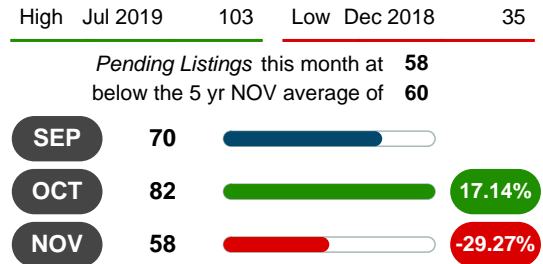 High Jul 2019 103 Low Dec 2018 35
Pending Listings this month at 58
below the 5 yr NOV average of 60
SEP 70
OCT 82 17.14%
NOV 58 -29.27%